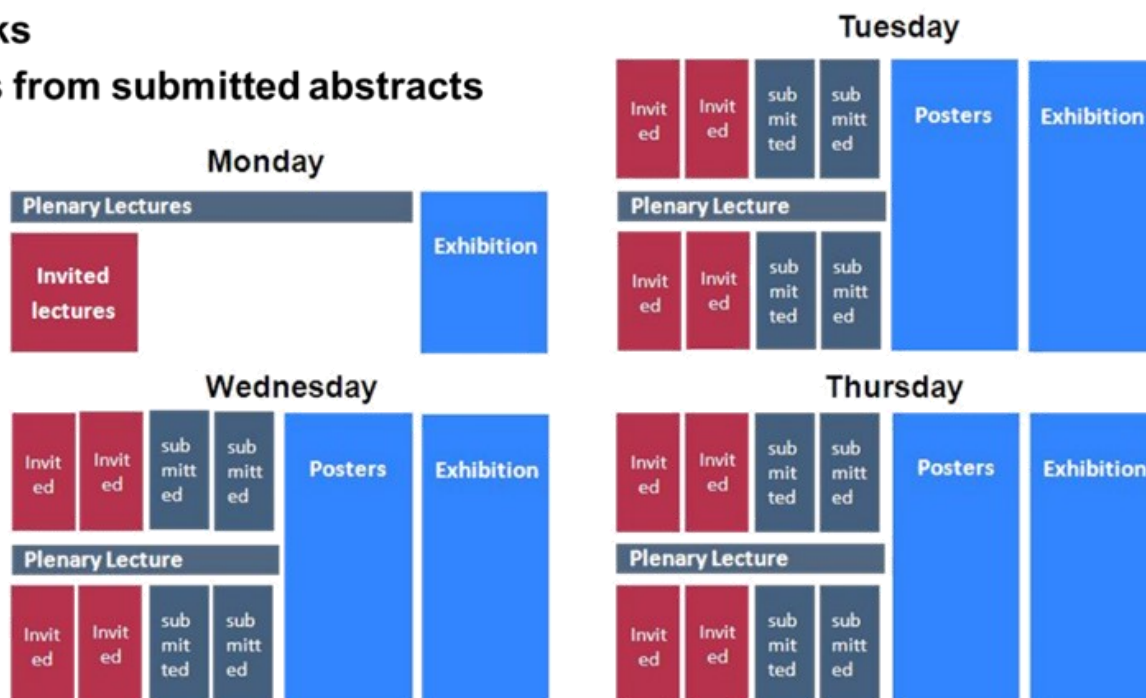 ks
s from submitted abstracts
Monday
Plenary Lectures
Invited
lectures
Exhibition
Tuesday
Invit
ed
Invit
ed
sub
mit
ted
sub
mitt
ed
Posters
Exhibition
Plenary Lecture
Invit
ed
Invit
ed
sub
mit
ted
sub
mitt
ed
Wednesday
Invit
ed
Invit
ed
sub
mitt
ed
sub
mitt
ed
Posters
Exhibition
Plenary Lecture
Invit
ed
Invit
ed
sub
mit
ted
sub
mitt
ed
Thursday
Invit
ed
Invit
ed
sub
mit
ted
sub
mitt
ed
Posters
Exhibition
Plenary Lecture
Invit
ed
Invit
ed
sub
mit
ted
sub
mitt
ed